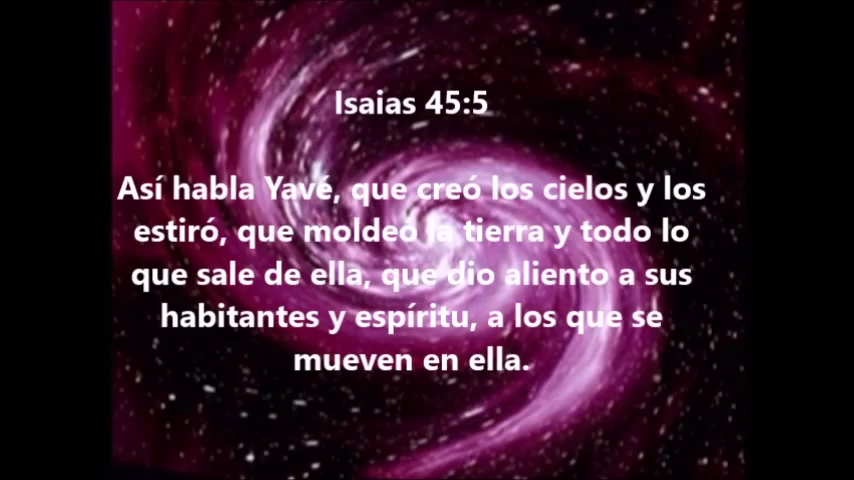 Isaias 45:5
Así habla Yavé, que creó los cielos y los
estiró, que moldeó la tierra y todo lo
que sale de ella, que dio aliento a sus
habitantes y espíritu, a los que se
mueven en ella.